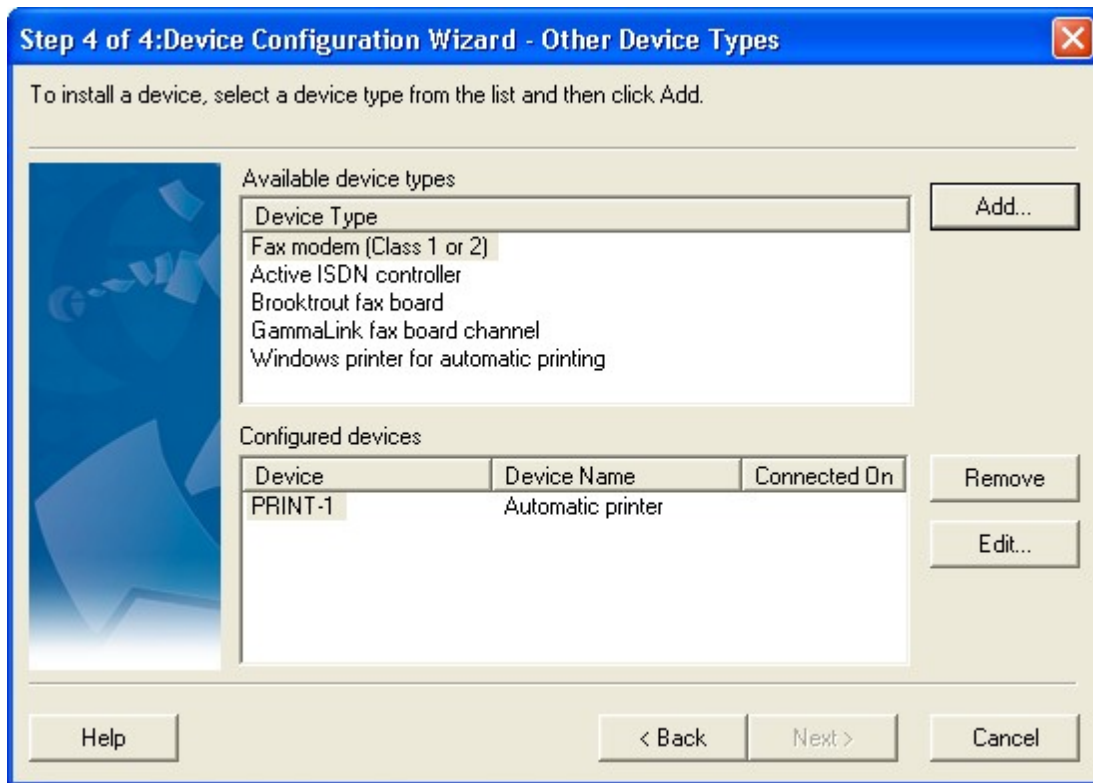 Step 4 of 4:Device Configuration Wizard - Other Device Types
To install a device, select a device type from the list and then click Add.
Available device types
Add...
Device Type
Fax modem (Class 1 or 2)
Active ISDN controller
Brooktrout fax board
GammaLink fax board channel
Windows printer for automatic printing
Configured devices
Device Device Name Connected On
Remove
PRINT-1 Automatic printer
Edit...
Help < Back Next > Cancel